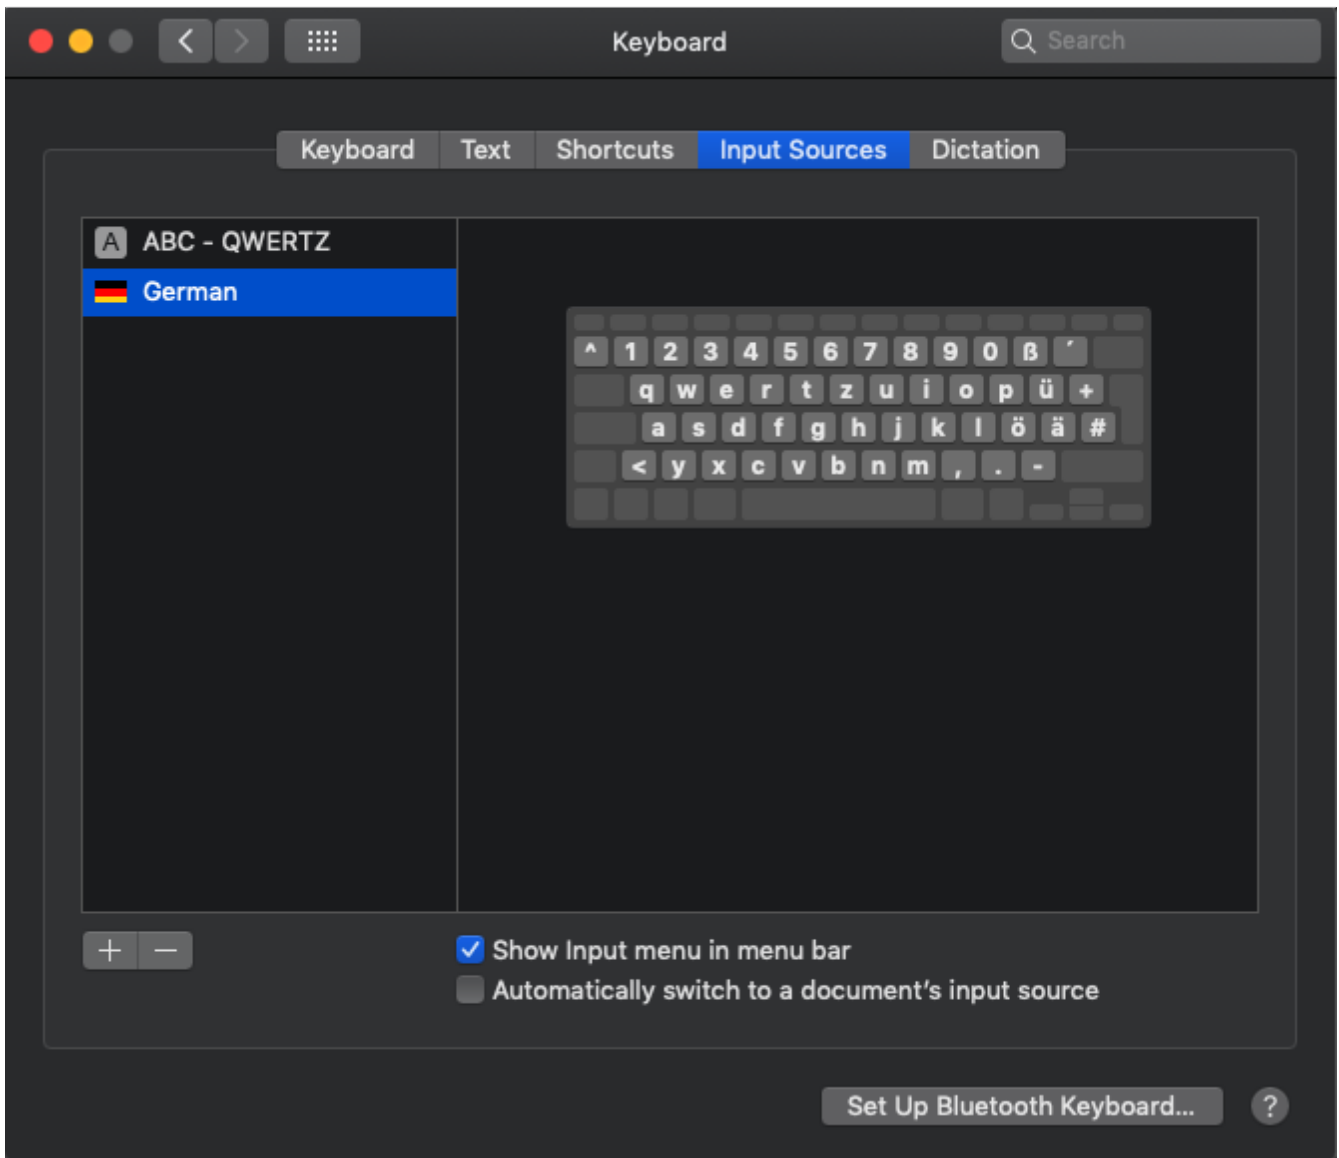 Keyboard
Search
Keyboard Text Shortcuts Input Sources Dictation
A ABC - QWERTZ
German
^ 1 2 3 4 5 6 7 8 9 0 ß ´
q w e r t z u i o p ü +
a s d f g h j k l ö ä #
< y x c v b n m , . -
+ −
Show Input menu in menu bar
Automatically switch to a document's input source
Set Up Bluetooth Keyboard... ?